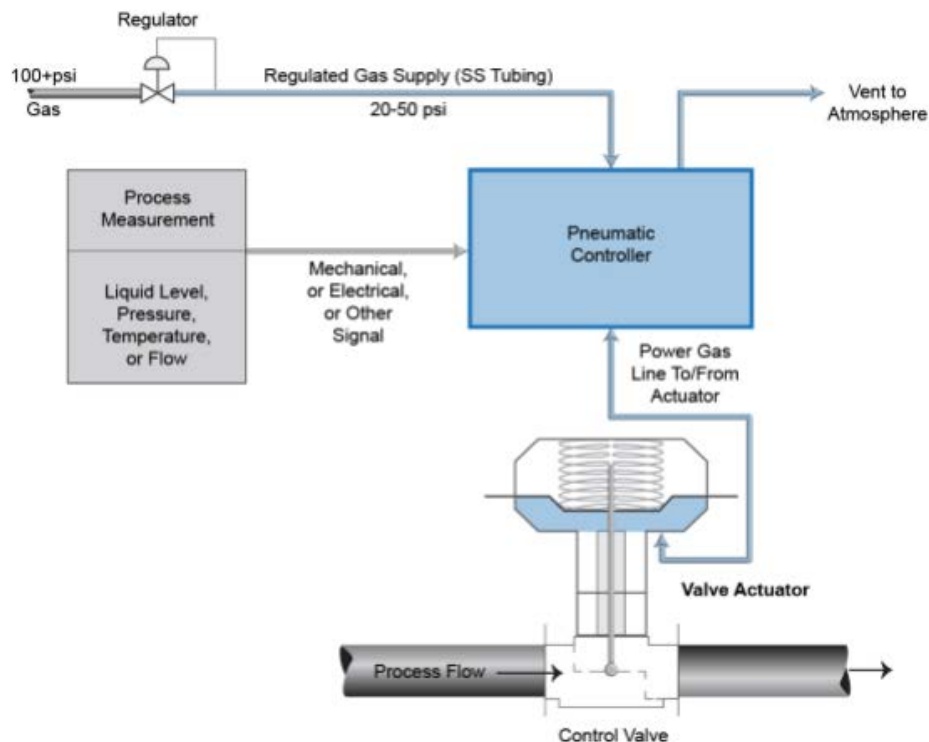 Regulator
100+psi
Gas
Regulated Gas Supply (SS Tubing)
20-50 psi
Vent to
Atmosphere
Process
Measurement
Liquid Level,
Pressure,
Temperature,
or Flow
Mechanical,
or Electrical,
or Other
Signal
Pneumatic
Controller
Power Gas
Line To/From
Actuator
Valve Actuator
Process Flow
Control Valve